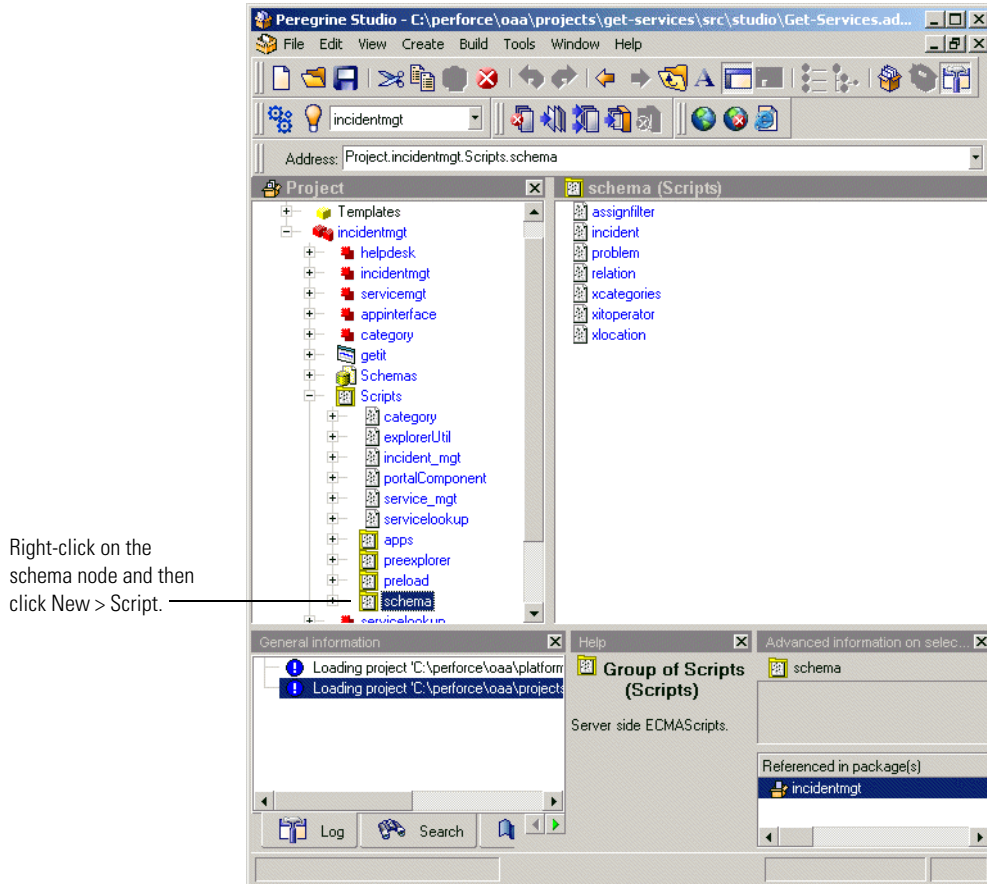 Peregrine Studio - C:\perforce\oaa\projects\get-services\src\studio\Get-Services.ad...
File Edit View Create Build Tools Window Help
incidentmgt
Address: Project.incidentmgt.Scripts.schema
Project
Templates
incidentmgt
helpdesk
incidentmgt
servicemgt
appinterface
category
getit
Schemas
Scripts
category
explorerUtil
incident_mgt
portalComponent
service_mgt
servicelookup
apps
preexplorer
preload
schema
servicelookup
schema (Scripts)
assignfilter
incident
problem
relation
xcategories
xitoperator
xlocation
Right-click on the
schema node and then
click New > Script.
General information
Loading project 'C:\perforce\oaa\platform
Loading project 'C:\perforce\oaa\projects
Log Search
Help
Group of Scripts
(Scripts)
Server side ECMAScripts.
Advanced information on selec...
schema
Referenced in package(s)
incidentmgt